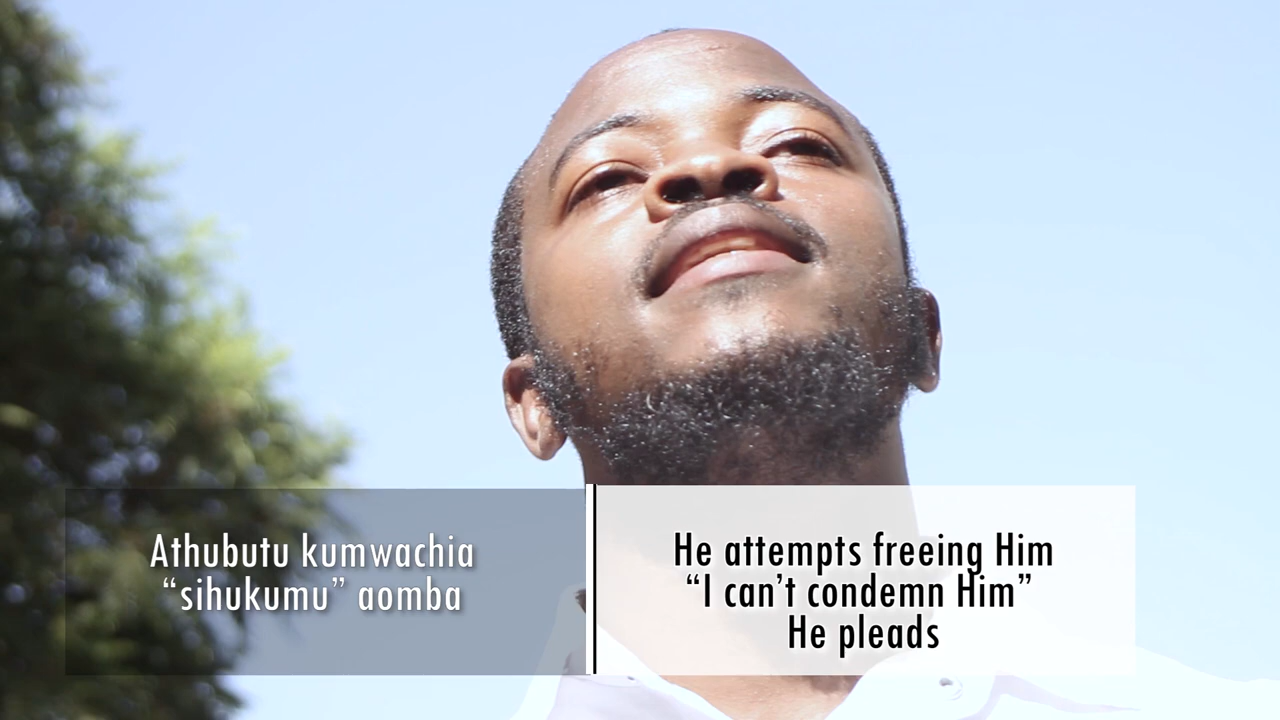 Athubutu kumwachia
“sihukumu” aomba
He attempts freeing Him
“I can’t condemn Him”
He pleads